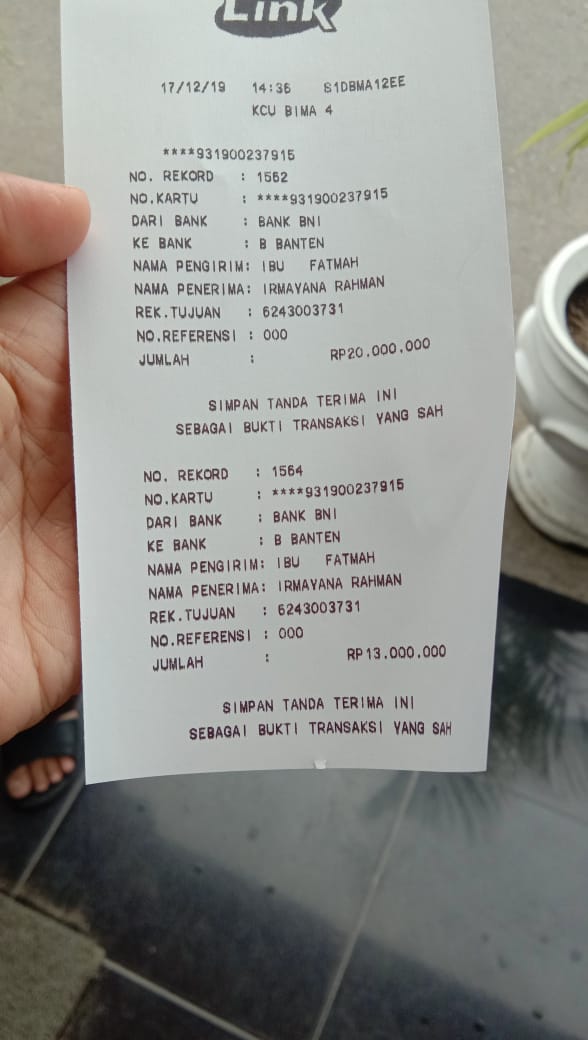 Link
17/12/19 14:36 S1DBMA12EE
KCU BIMA 4
****931900237915
NO. REKORD : 1562
NO.KARTU : ****931900237915
DARI BANK : BANK BNI
KE BANK : B BANTEN
NAMA PENGIRIM: IBU FATMAH
NAMA PENERIMA: IRMAYANA RAHMAN
REK.TUJUAN : 6243003731
NO.REFERENSI : 000
JUMLAH : RP20.000.000
SIMPAN TANDA TERIMA INI
SEBAGAI BUKTI TRANSAKSI YANG SAH
NO. REKORD : 1564
NO.KARTU : ****931900237915
DARI BANK : BANK BNI
KE BANK : B BANTEN
NAMA PENGIRIM: IBU FATMAH
NAMA PENERIMA: IRMAYANA RAHMAN
REK.TUJUAN : 6243003731
NO.REFERENSI : 000
JUMLAH : RP13.000.000
SIMPAN TANDA TERIMA INI
SEBAGAI BUKTI TRANSAKSI YANG SAH